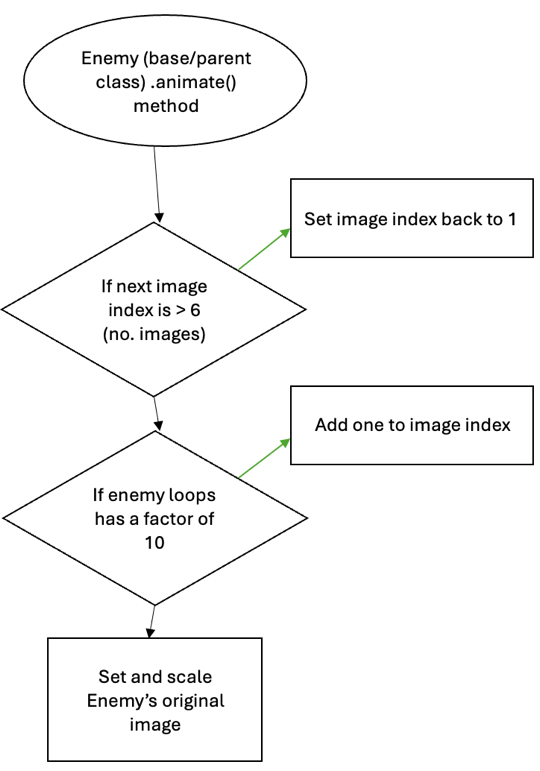 Enemy (base/parent
class) .animate()
method
Set image index back to 1
If next image
index is > 6
(no. images)
Add one to image index
If enemy loops
has a factor of
10
Set and scale
Enemy’s original
image